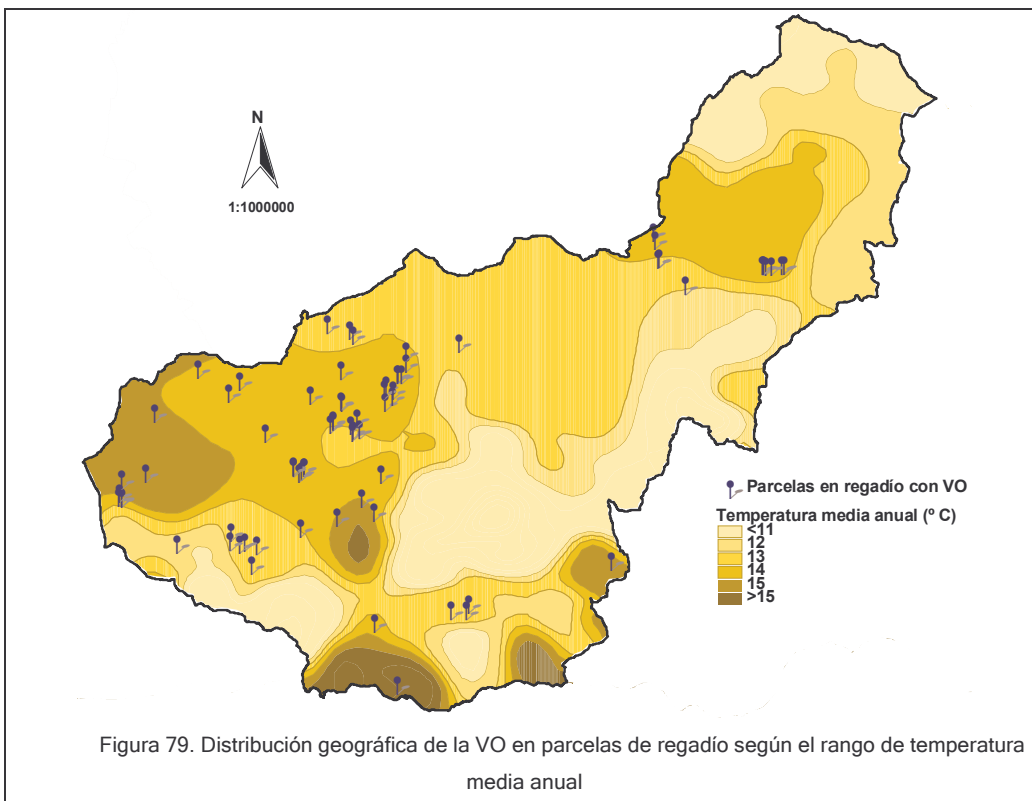 N
1:1000000
Parcelas en regadío con VO
Temperatura media anual (º C)
<11
12
13
14
15
>15
Figura 79. Distribución geográfica de la VO en parcelas de regadío según el rango de temperatura
media anual